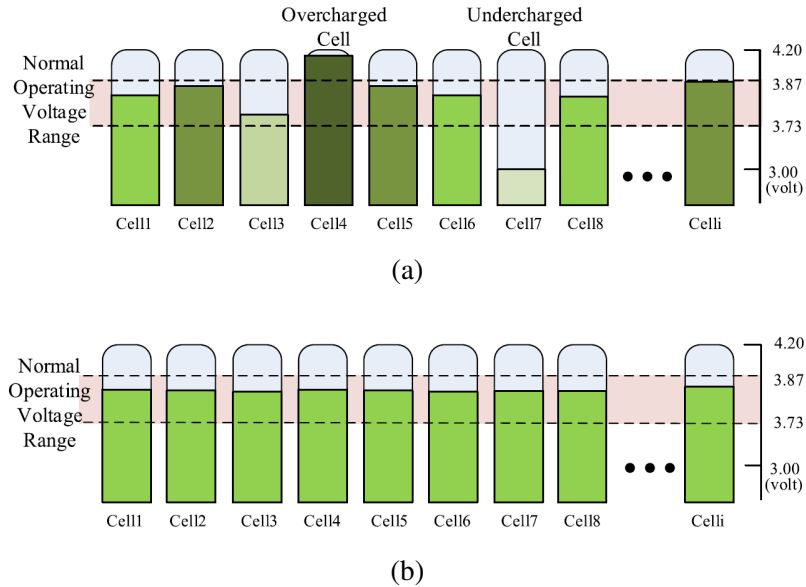 Overcharged Cell
Undercharged Cell
Normal
Operating
Voltage
Range
4.20
3.87
3.73
3.00
(volt)
Cell1 Cell2 Cell3 Cell4 Cell5 Cell6 Cell7 Cell8 Celli
(a)
Normal
Operating
Voltage
Range
4.20
3.87
3.73
3.00
(volt)
Cell1 Cell2 Cell3 Cell4 Cell5 Cell6 Cell7 Cell8 Celli
(b)